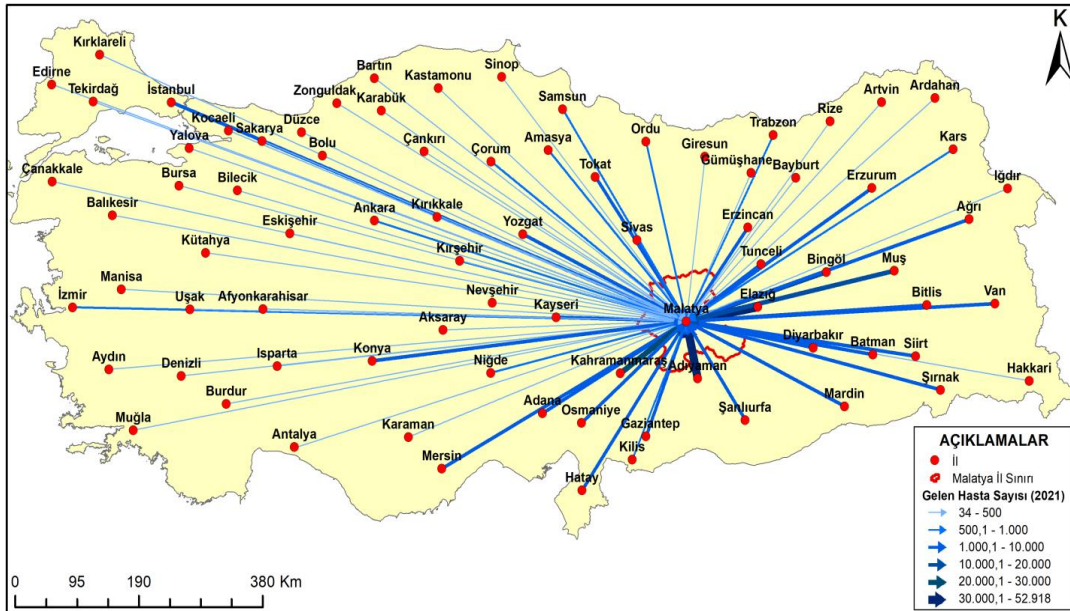 K
Kırklareli
Edirne
Tekirdağ
İstanbul
Kocaeli
Sakarya
Yalova
Düzce
Bolu
Zonguldak
Bartın
Karabük
Kastamonu
Sinop
Samsun
Çankırı
Çorum
Amasya
Tokat
Ordu
Giresun
Trabzon
Gümüşhane
Rize
Bayburt
Artvin
Ardahan
Kars
Erzurum
Iğdır
Ağrı
Çanakkale
Balıkesir
Bursa
Bilecik
Eskişehir
Kütahya
Ankara
Kırıkkale
Kırşehir
Yozgat
Sivas
Erzincan
Tunceli
Bingöl
Muş
Elazığ
Malatya
Bitlis
Van
Manisa
İzmir
Uşak
Afyonkarahisar
Nevşehir
Kayseri
Aksaray
Diyarbakır
Batman
Siirt
Hakkari
Şırnak
Aydın
Denizli
Isparta
Konya
Niğde
Kahramanmaraş
Adıyaman
Burdur
Muğla
Antalya
Karaman
Mersin
Adana
Osmaniye
Gaziantep
Kilis
Şanlıurfa
Mardin
Hatay
AÇIKLAMALAR
İl
Malatya İl Sınırı
Gelen Hasta Sayısı (2021)
34 - 500
500,1 - 1.000
1.000,1 - 10.000
10.000,1 - 20.000
20.000,1 - 30.000
30.000,1 - 52.918
0 95 190 380 Km